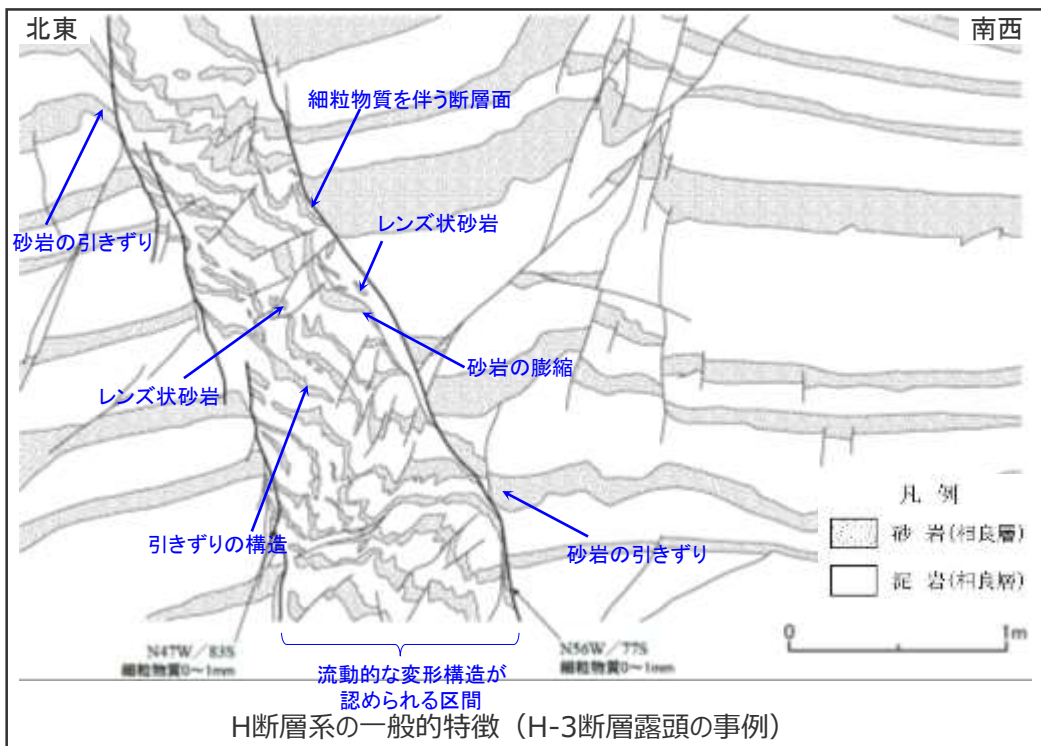 北東
南西
細粒物質を伴う断層面
レンズ状砂岩
砂岩の引きずり
砂岩の膨縮
レンズ状砂岩
引きずりの構造
砂岩の引きずり
凡例
砂岩(相良層)
泥岩(相良層)
0
1m
N47W/83S
細粒物質0~1mm
N56W/77S
細粒物質0~1mm
流動的な変形構造が
認められる区間
H断層系の一般的特徴(H-3断層露頭の事例)